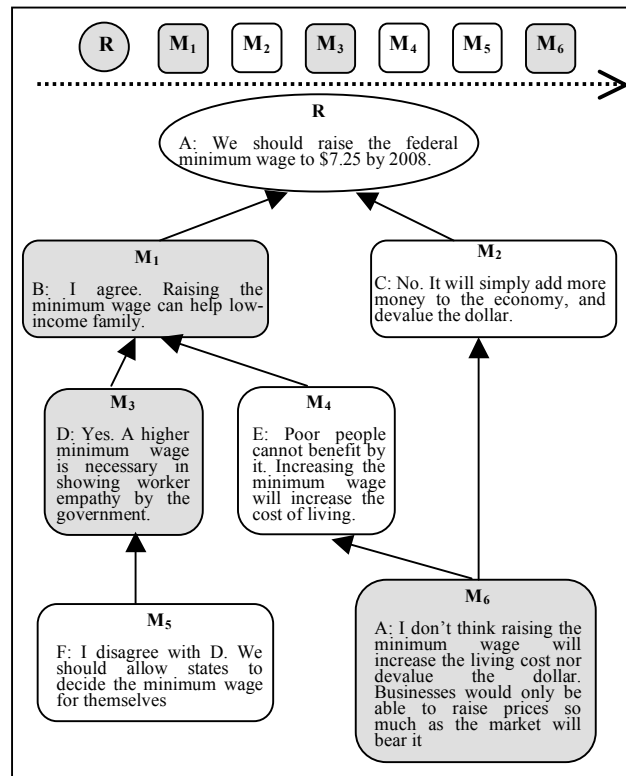 R M1 M2 M3 M4 M5 M6
R
A: We should raise the federal
minimum wage to $7.25 by 2008.
M1
B: I agree. Raising the
minimum wage can help low-
income family.
M2
C: No. It will simply add more
money to the economy, and
devalue the dollar.
M3
D: Yes. A higher
minimum wage
is necessary in
showing worker
empathy by the
government.
M4
E: Poor people
cannot benefit by
it. Increasing the
minimum wage
will increase the
cost of living.
M5
F: I disagree with D. We
should allow states to
decide the minimum wage
for themselves
M6
A: I don’t think raising the
minimum wage will
increase the living cost nor
devalue the dollar.
Businesses would only be
able to raise prices so
much as the market will
bear it